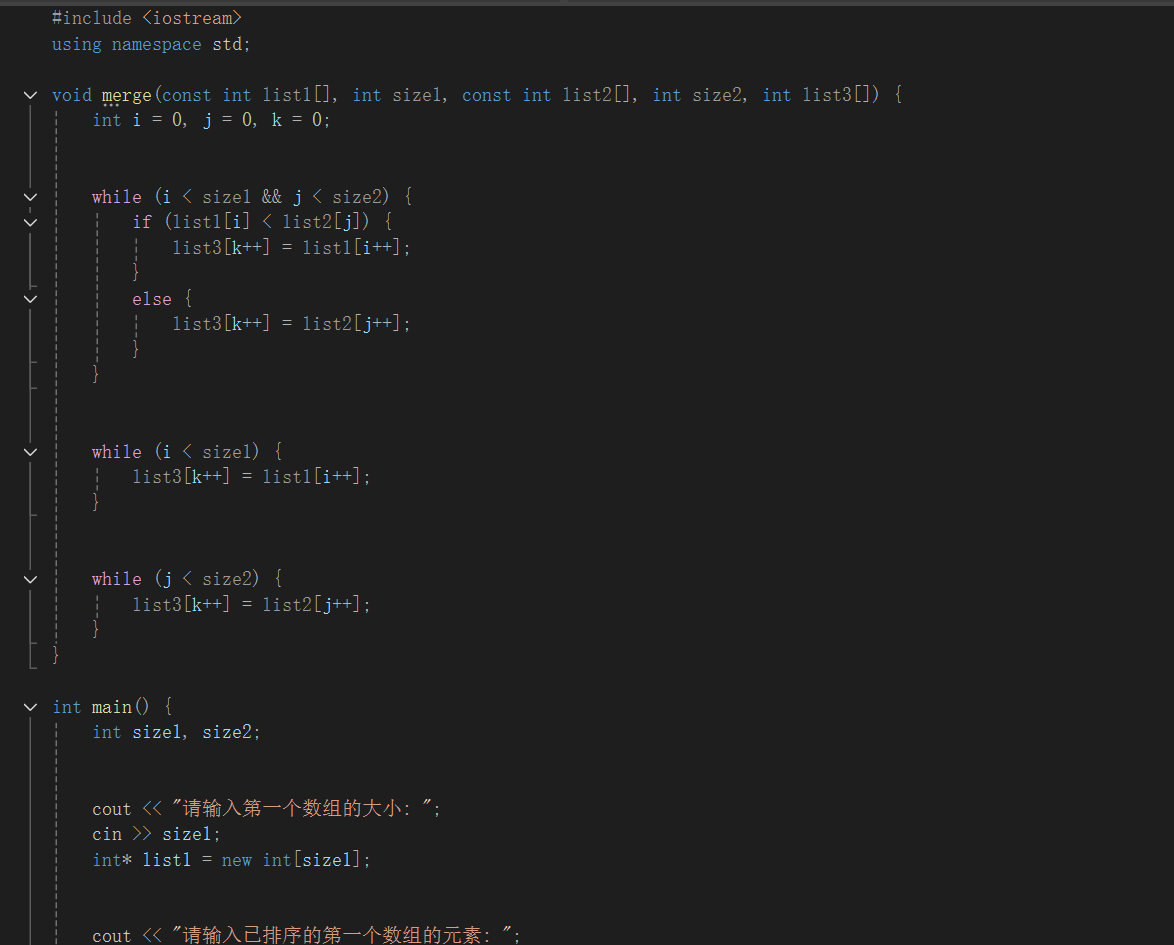 #include <iostream>
using namespace std;
void merge(const int list1[], int size1, const int list2[], int size2, int list3[]) {
int i = 0, j = 0, k = 0;
while (i < size1 && j < size2) {
if (list1[i] < list2[j]) {
list3[k++] = list1[i++];
}
else {
list3[k++] = list2[j++];
}
}
while (i < size1) {
list3[k++] = list1[i++];
}
while (j < size2) {
list3[k++] = list2[j++];
}
}
int main() {
int size1, size2;
cout << "请输入第一个数组的大小: ";
cin >> size1;
int* list1 = new int[size1];
cout << "请输入已排序的第一个数组的元素: ";